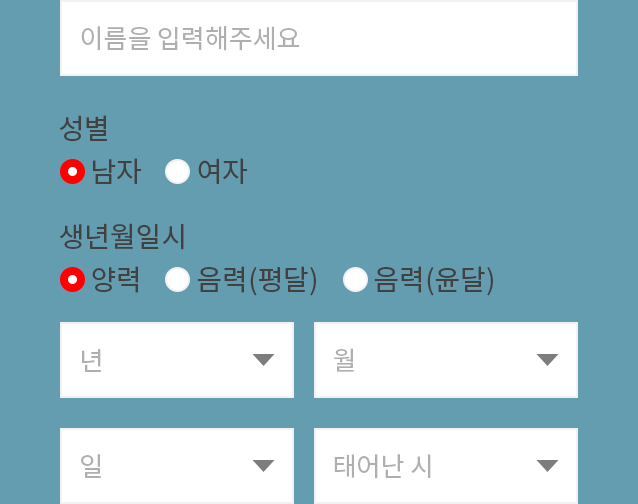 이름을 입력해주세요
성별
남자 여자
생년월일시
양력 음력(평달) 음력(윤달)
년 월
일 태어난 시